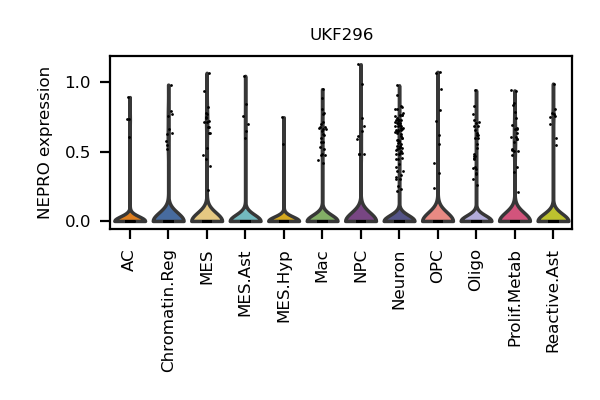 UKF296
NEPRO expression
1.0
0.5
0.0
AC
Chromatin.Reg
MES
MES.Ast
MES.Hyp
Mac
NPC
Neuron
OPC
Oligo
Prolif.Metab
Reactive.Ast